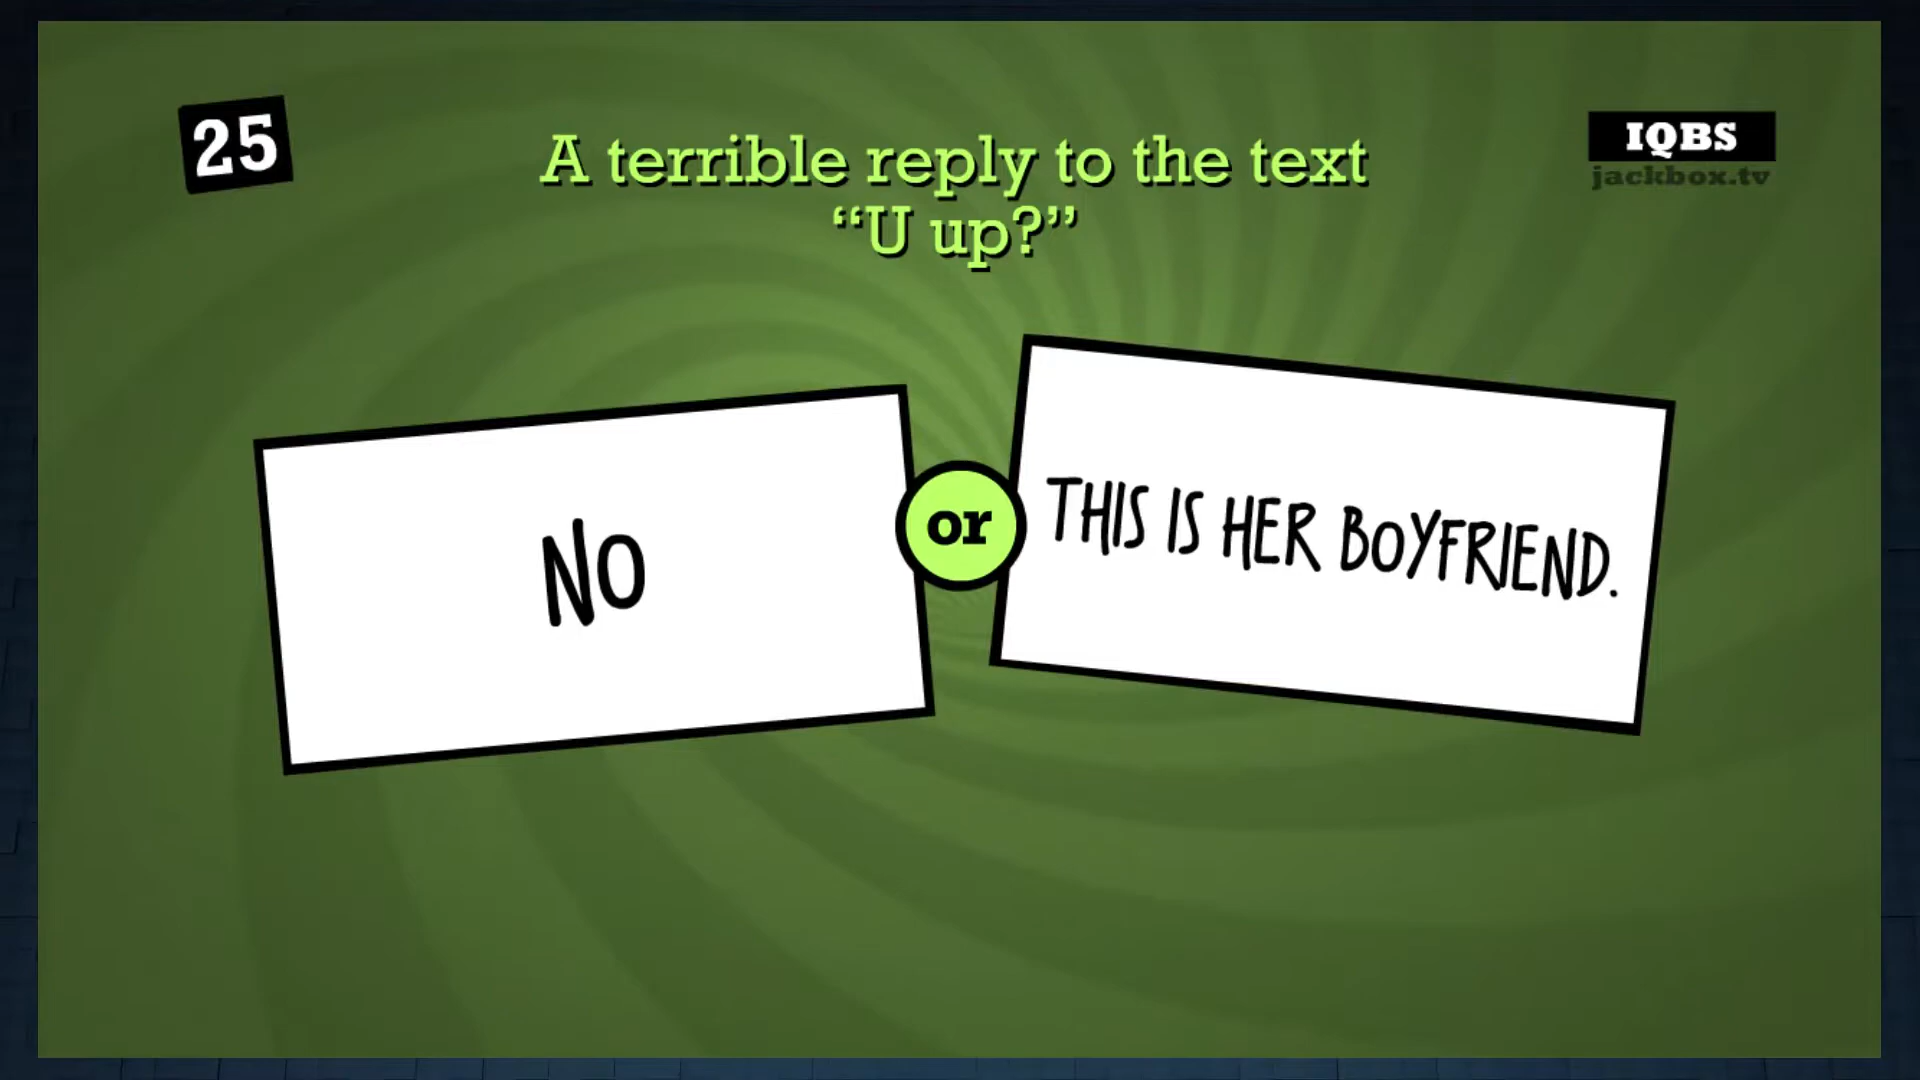 25
IQBS
jackbox.tv
A terrible reply to the text
“U up?”
NO
or
THIS IS HER BOYFRIEND.